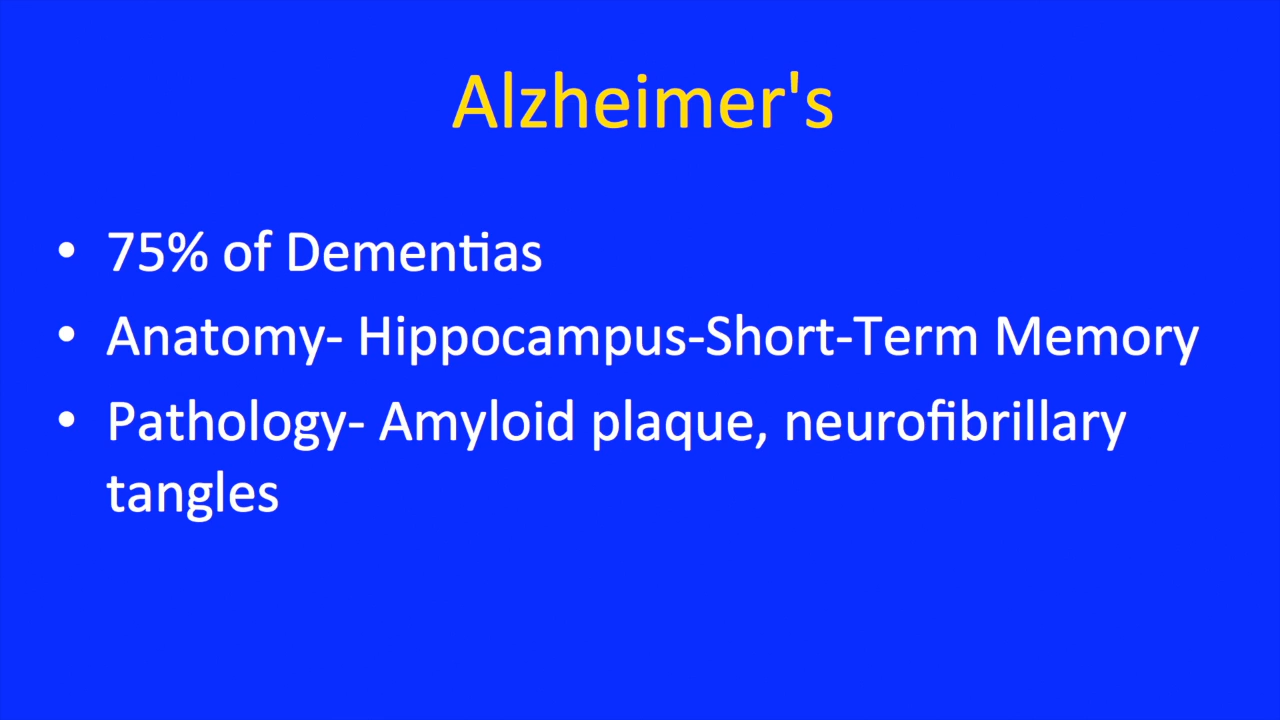 Alzheimer's
• 75% of Dementias
• Anatomy- Hippocampus-Short-Term Memory
• Pathology- Amyloid plaque, neurofibrillary
tangles